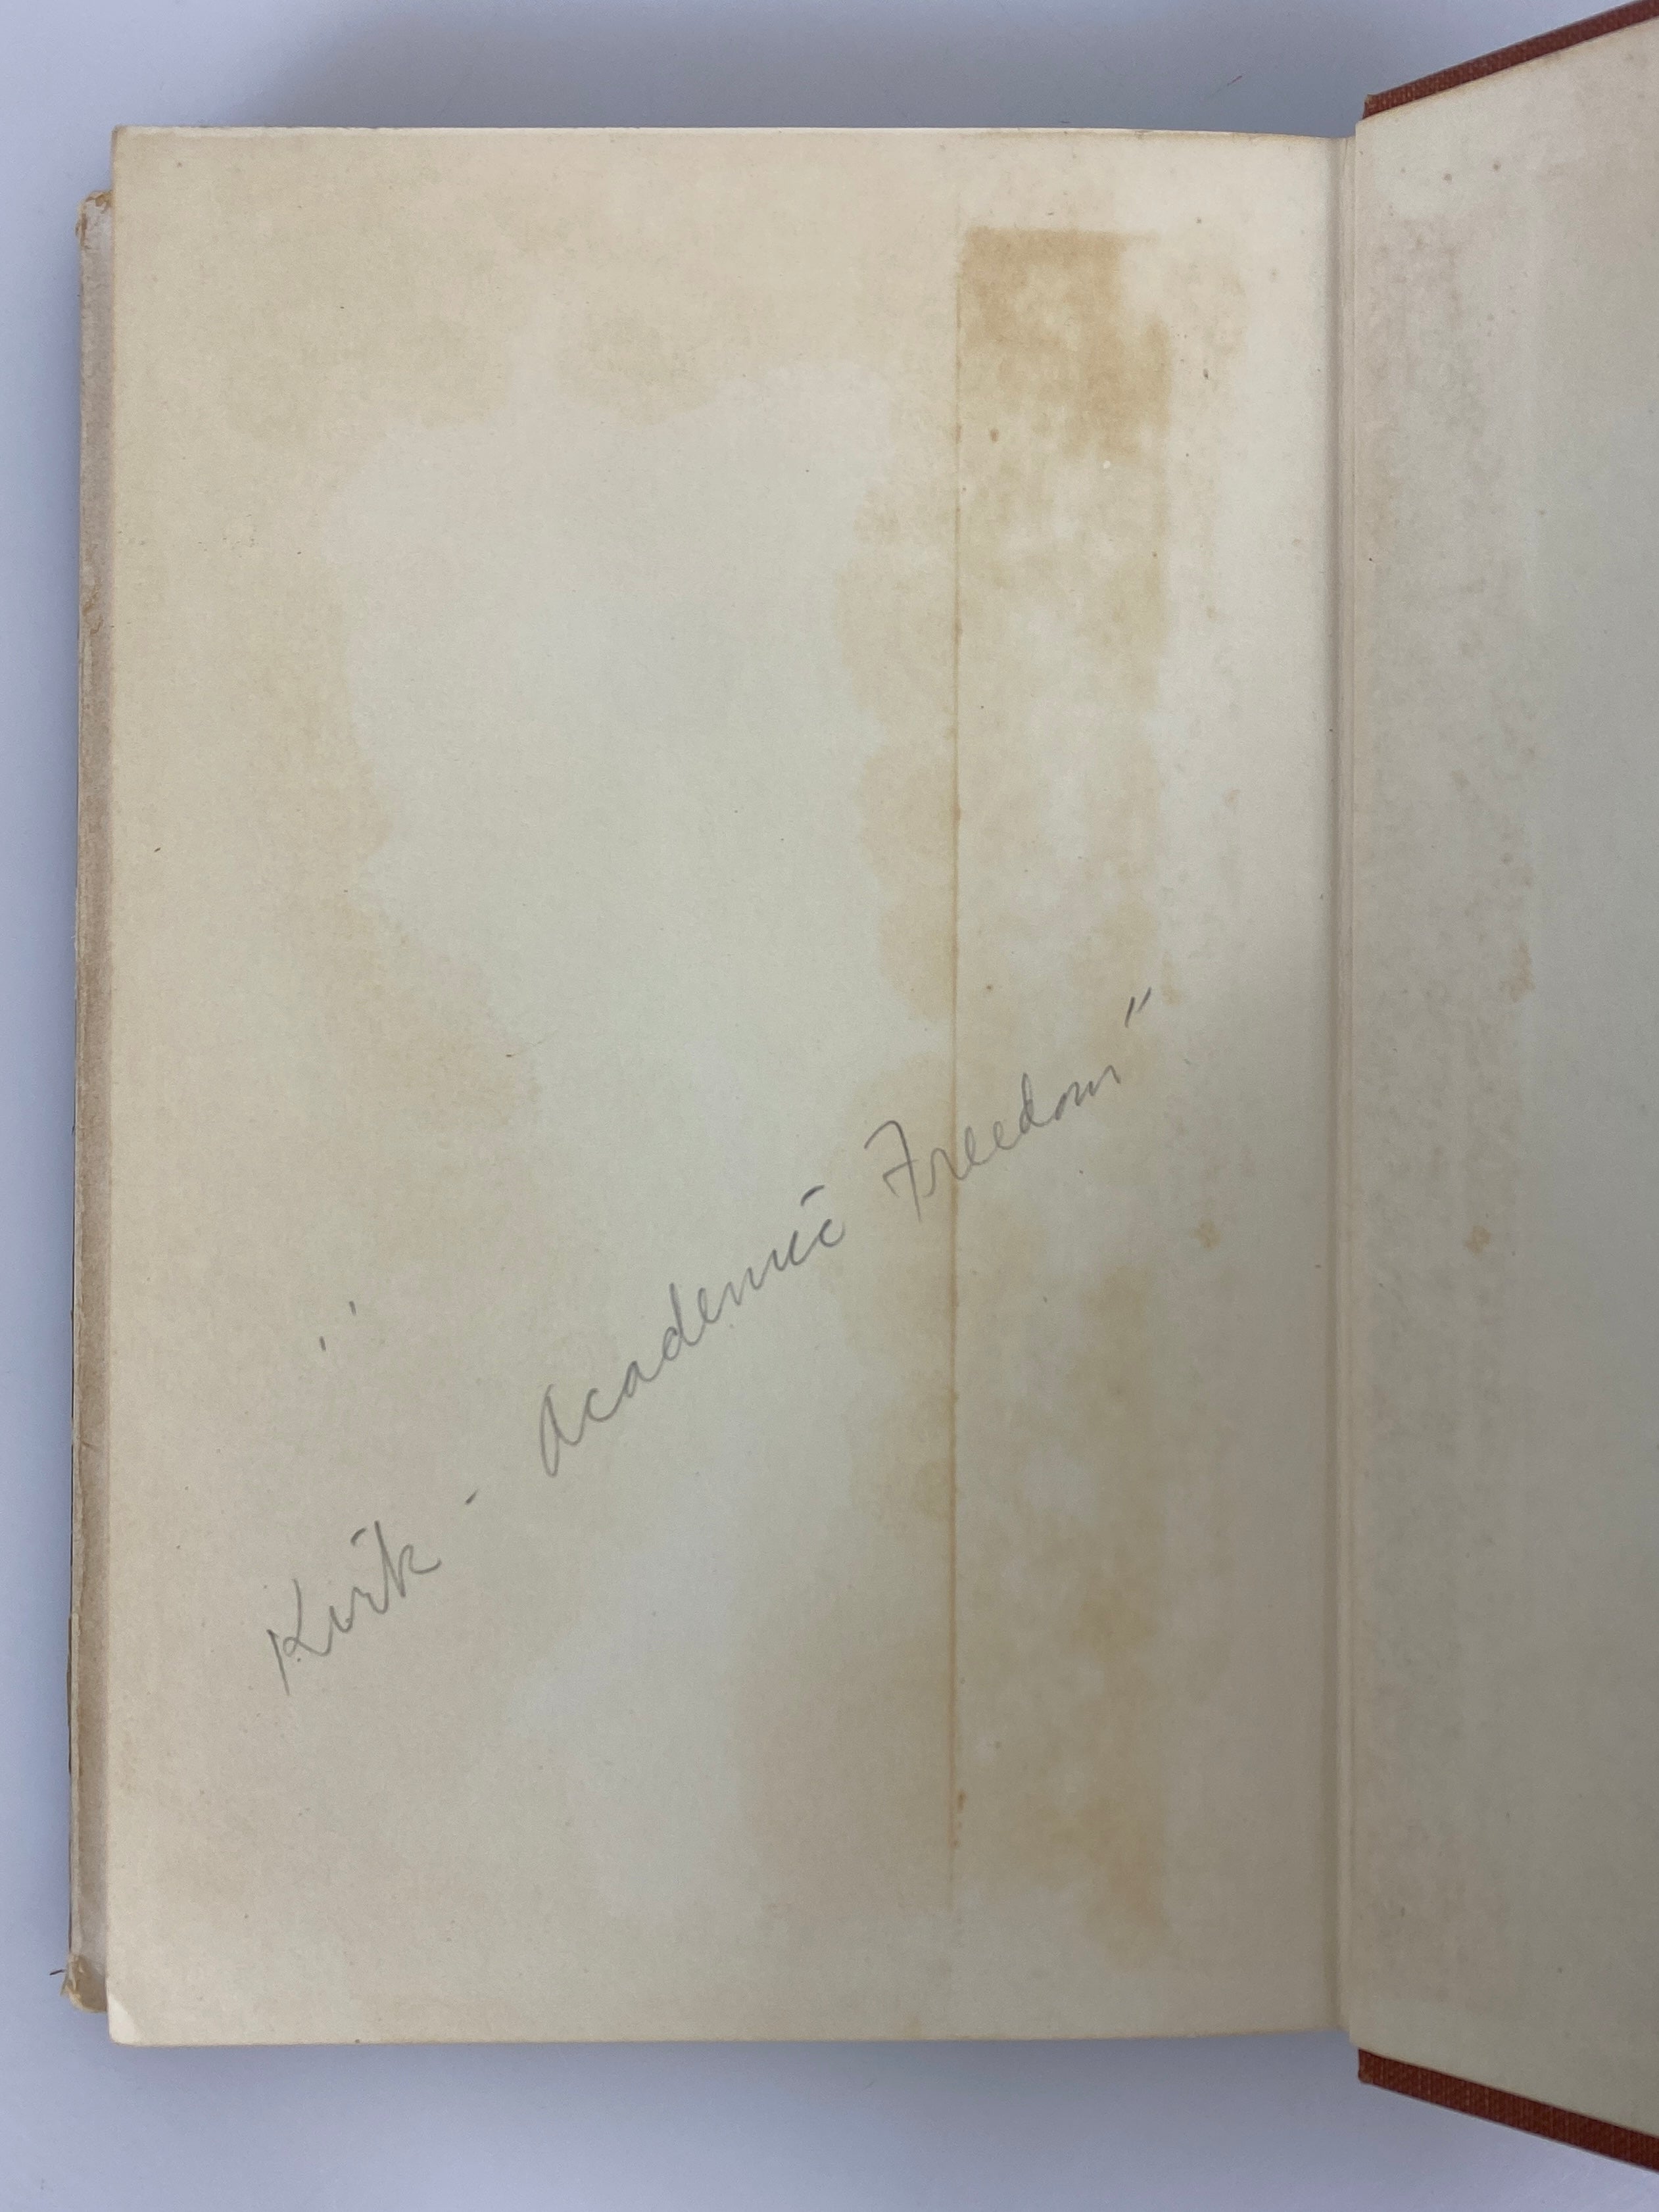 " Kirk - Academic Freedom"